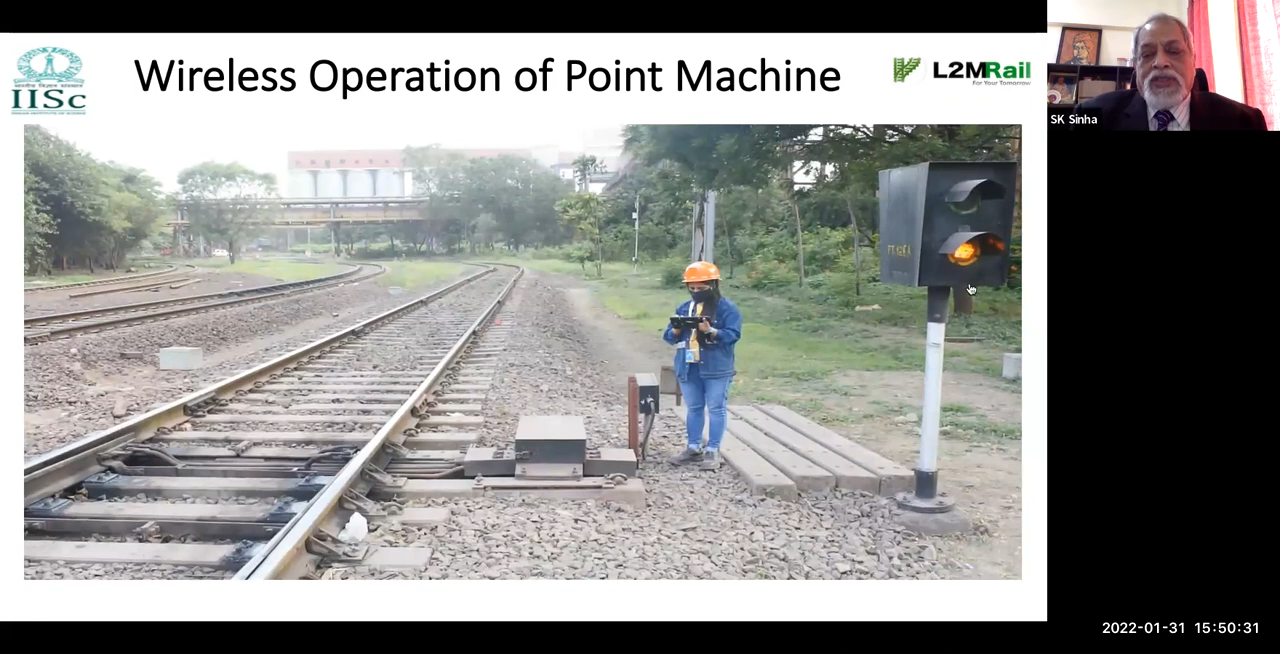 Wireless Operation of Point Machine
IISc
L2MRail
For Your Tomorrow
SK Sinha
2022-01-31 15:50:31